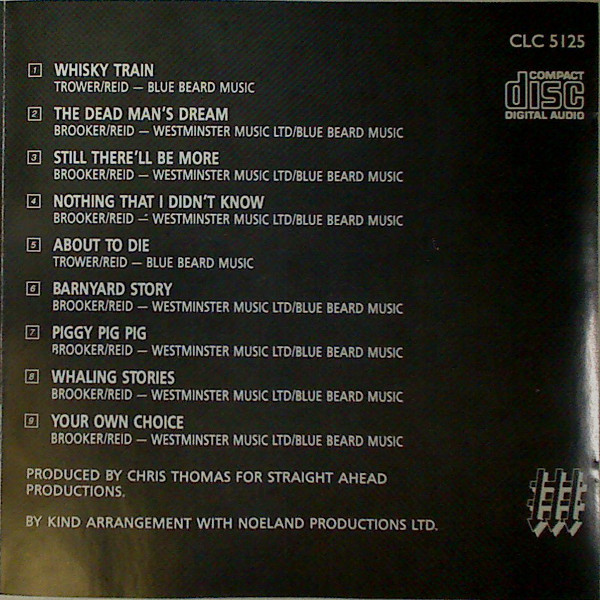 CLC 5125
COMPACT
disc
DIGITAL AUDIO
1 WHISKY TRAIN
TROWER/REID — BLUE BEARD MUSIC
2 THE DEAD MAN'S DREAM
BROOKER/REID — WESTMINSTER MUSIC LTD/BLUE BEARD MUSIC
3 STILL THERE'LL BE MORE
BROOKER/REID — WESTMINSTER MUSIC LTD/BLUE BEARD MUSIC
4 NOTHING THAT I DIDN'T KNOW
BROOKER/REID — WESTMINSTER MUSIC LTD/BLUE BEARD MUSIC
5 ABOUT TO DIE
TROWER/REID — BLUE BEARD MUSIC
6 BARNYARD STORY
BROOKER/REID — WESTMINSTER MUSIC LTD/BLUE BEARD MUSIC
7 PIGGY PIG PIG
BROOKER/REID — WESTMINSTER MUSIC LTD/BLUE BEARD MUSIC
8 WHALING STORIES
BROOKER/REID — WESTMINSTER MUSIC LTD/BLUE BEARD MUSIC
9 YOUR OWN CHOICE
BROOKER/REID — WESTMINSTER MUSIC LTD/BLUE BEARD MUSIC
PRODUCED BY CHRIS THOMAS FOR STRAIGHT AHEAD
PRODUCTIONS.
BY KIND ARRANGEMENT WITH NOELAND PRODUCTIONS LTD.